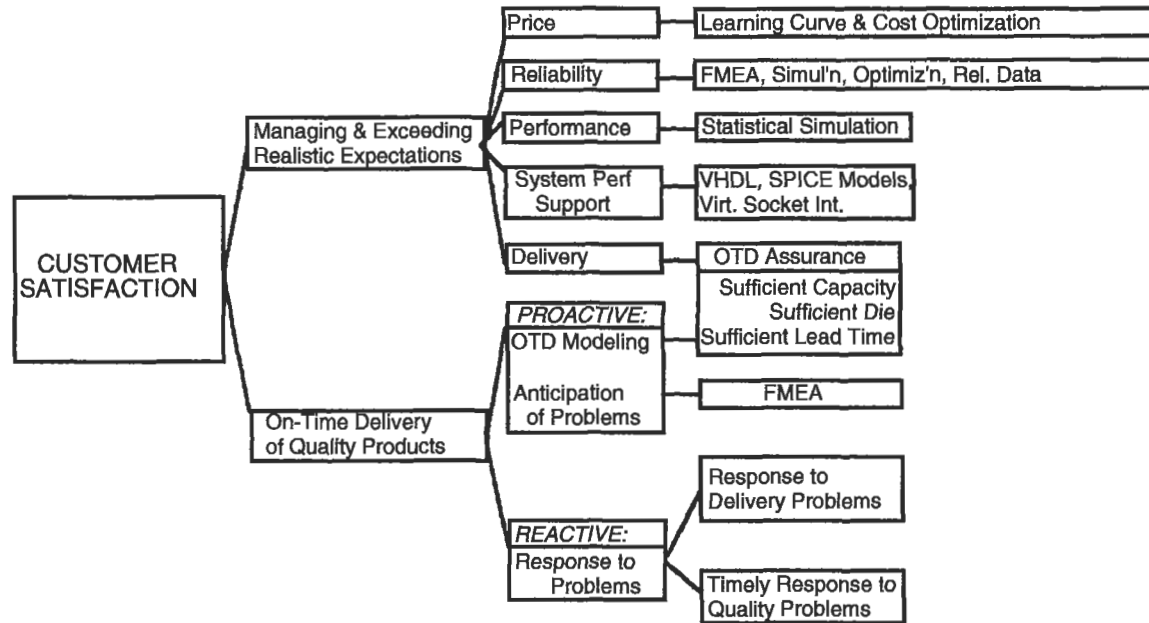 Price
Learning Curve & Cost Optimization
Reliability
FMEA, Simul'n, Optimiz'n, Rel. Data
Managing & Exceeding
Realistic Expectations
Performance
Statistical Simulation
System Perf
Support
VHDL, SPICE Models,
Virt. Socket Int.
Delivery
OTD Assurance
Sufficient Capacity
Sufficient Die
Sufficient Lead Time
CUSTOMER
SATISFACTION
PROACTIVE:
OTD Modeling
Anticipation
of Problems
FMEA
On-Time Delivery
of Quality Products
REACTIVE:
Response to
Problems
Response to
Delivery Problems
Timely Response to
Quality Problems